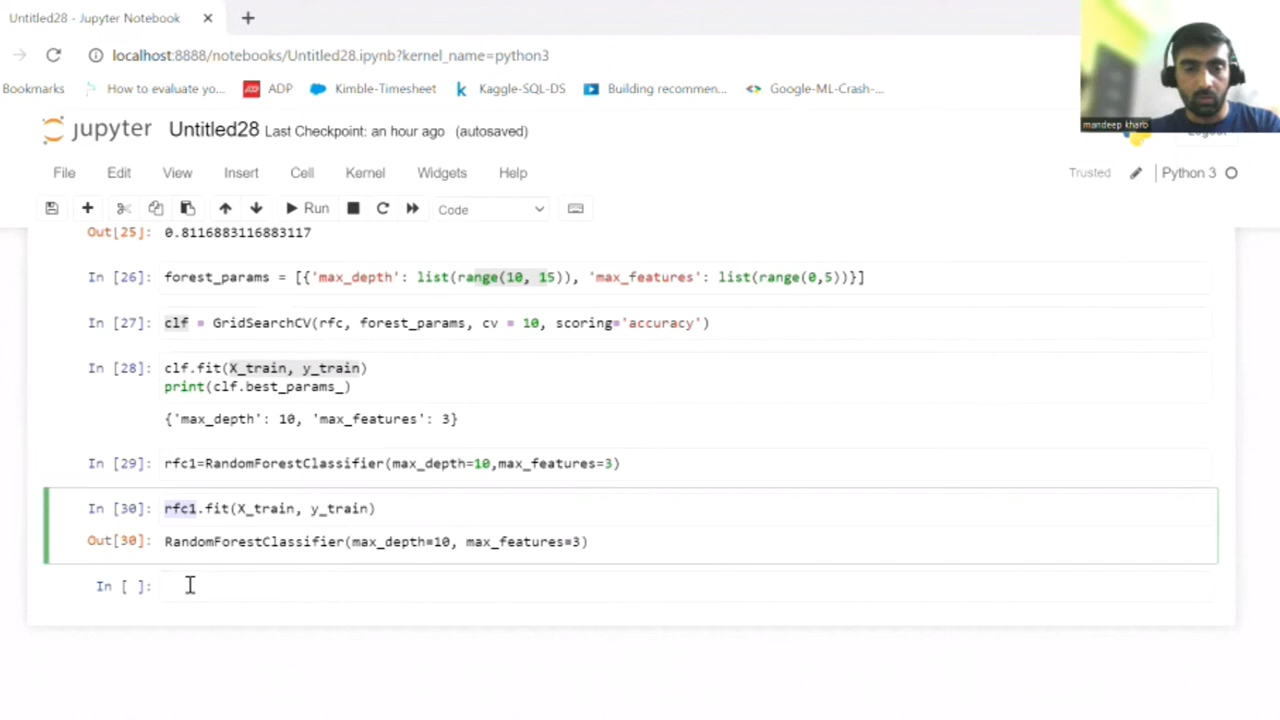 Untitled28 - Jupyter Notebook
localhost:8888/notebooks/Untitled28.ipynb?kernel_name=python3
Bookmarks How to evaluate yo... ADP Kimble-Timesheet Kaggle-SQL-DS Building recommen... Google-ML-Crash-...
mandeep kharb
jupyter Untitled28 Last Checkpoint: an hour ago (autosaved)
File Edit View Insert Cell Kernel Widgets Help Trusted Python 3
Run Code
Out[25]: 0.8116883116883117
In [26]: forest_params = [{'max_depth': list(range(10, 15)), 'max_features': list(range(0,5))}]
In [27]: clf = GridSearchCV(rfc, forest_params, cv = 10, scoring='accuracy')
In [28]: clf.fit(X_train, y_train)
print(clf.best_params_)
{'max_depth': 10, 'max_features': 3}
In [29]: rfc1=RandomForestClassifier(max_depth=10,max_features=3)
In [30]: rfc1.fit(X_train, y_train)
Out[30]: RandomForestClassifier(max_depth=10, max_features=3)
In [ ]: